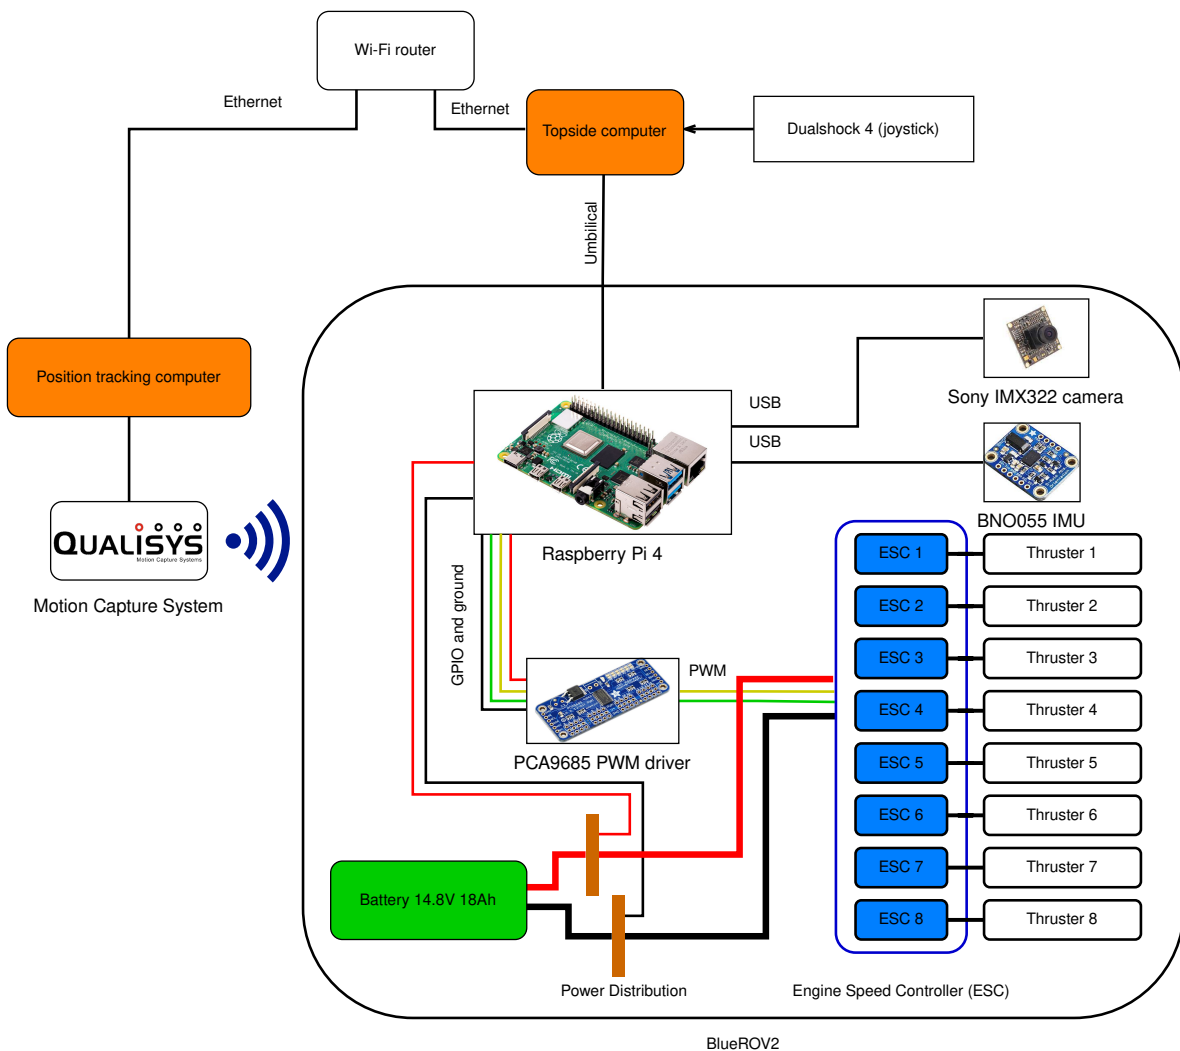 Wi-Fi router
Ethernet
Ethernet
Topside computer
Dualshock 4 (joystick)
Umbilical
Position tracking computer
USB
Sony IMX322 camera
USB
QUALISYS
Motion Capture Systems
Motion Capture System
Raspberry Pi 4
BNO055 IMU
GPIO and ground
ESC 1
Thruster 1
ESC 2
Thruster 2
ESC 3
Thruster 3
PWM
ESC 4
Thruster 4
PCA9685 PWM driver
ESC 5
Thruster 5
ESC 6
Thruster 6
ESC 7
Thruster 7
Battery 14.8V 18Ah
ESC 8
Thruster 8
Power Distribution
Engine Speed Controller (ESC)
BlueROV2